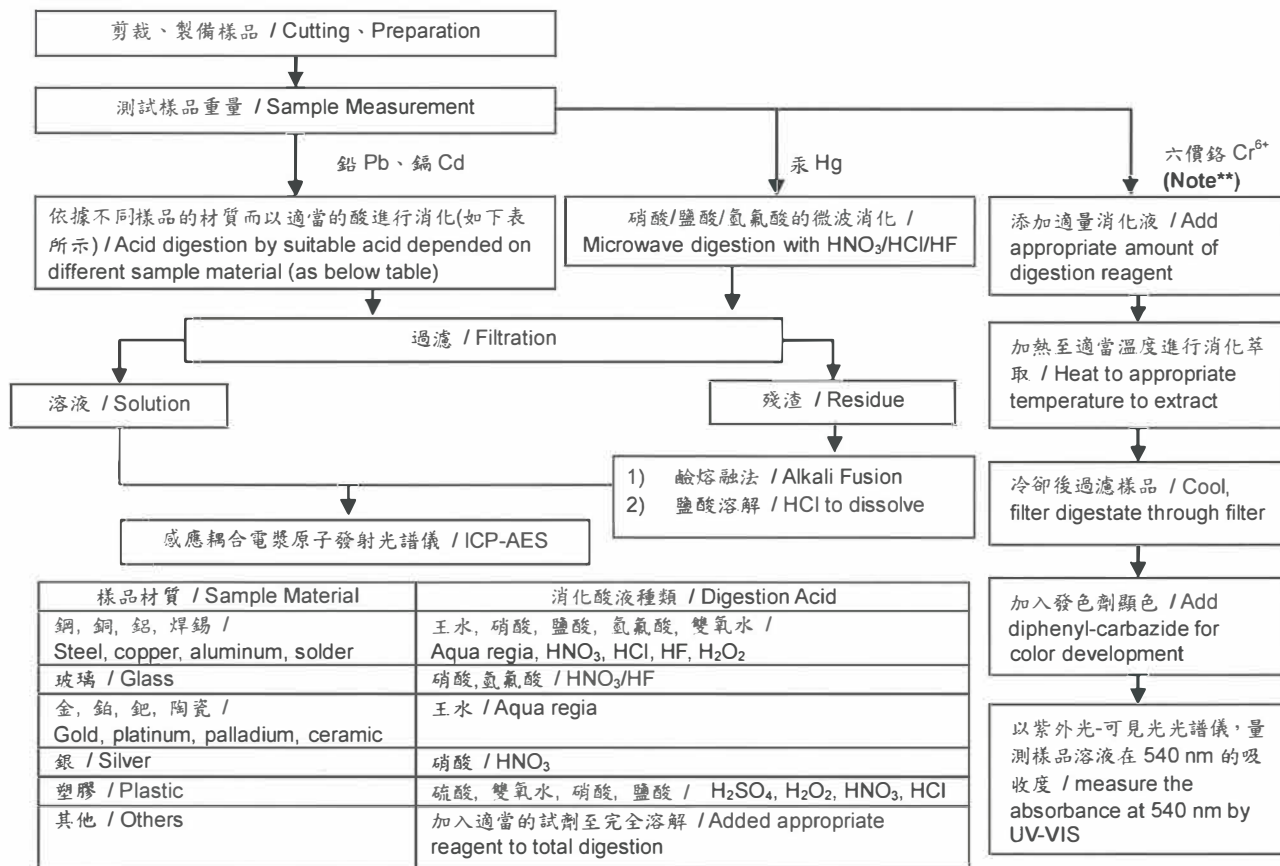 剪裁、製備樣品 / Cutting、Preparation
測試樣品重量 / Sample Measurement
鉛 Pb、鎘 Cd
汞 Hg
六價鉻 Cr⁶⁺
(Note**)
依據不同樣品的材質而以適當的酸進行消化(如下表
所示) / Acid digestion by suitable acid depended on
different sample material (as below table)
硝酸/鹽酸/氫氟酸的微波消化 /
Microwave digestion with HNO₃/HCl/HF
添加適量消化液 / Add
appropriate amount of
digestion reagent
過濾 / Filtration
加熱至適當溫度進行消化萃
取 / Heat to appropriate
temperature to extract
溶液 / Solution
殘渣 / Residue
1) 鹼熔融法 / Alkali Fusion
2) 鹽酸溶解 / HCl to dissolve
冷卻後過濾樣品 / Cool,
filter digestate through filter
感應耦合電漿原子發射光譜儀 / ICP-AES
加入發色劑顯色 / Add
diphenyl-carbazide for
color development
以紫外光-可見光光譜儀，量
測樣品溶液在 540 nm 的吸
收度 / measure the
absorbance at 540 nm by
UV-VIS
樣品材質 / Sample Material
消化酸液種類 / Digestion Acid
鋼, 銅, 鋁, 焊錫 /
Steel, copper, aluminum, solder
王水, 硝酸, 鹽酸, 氫氟酸, 雙氧水 /
Aqua regia, HNO₃, HCl, HF, H₂O₂
玻璃 / Glass
硝酸,氫氟酸 / HNO₃/HF
金, 鉑, 鈀, 陶瓷 /
Gold, platinum, palladium, ceramic
王水 / Aqua regia
銀 / Silver
硝酸 / HNO₃
塑膠 / Plastic
硫酸, 雙氧水, 硝酸, 鹽酸 / H₂SO₄, H₂O₂, HNO₃, HCl
其他 / Others
加入適當的試劑至完全溶解 / Added appropriate
reagent to total digestion